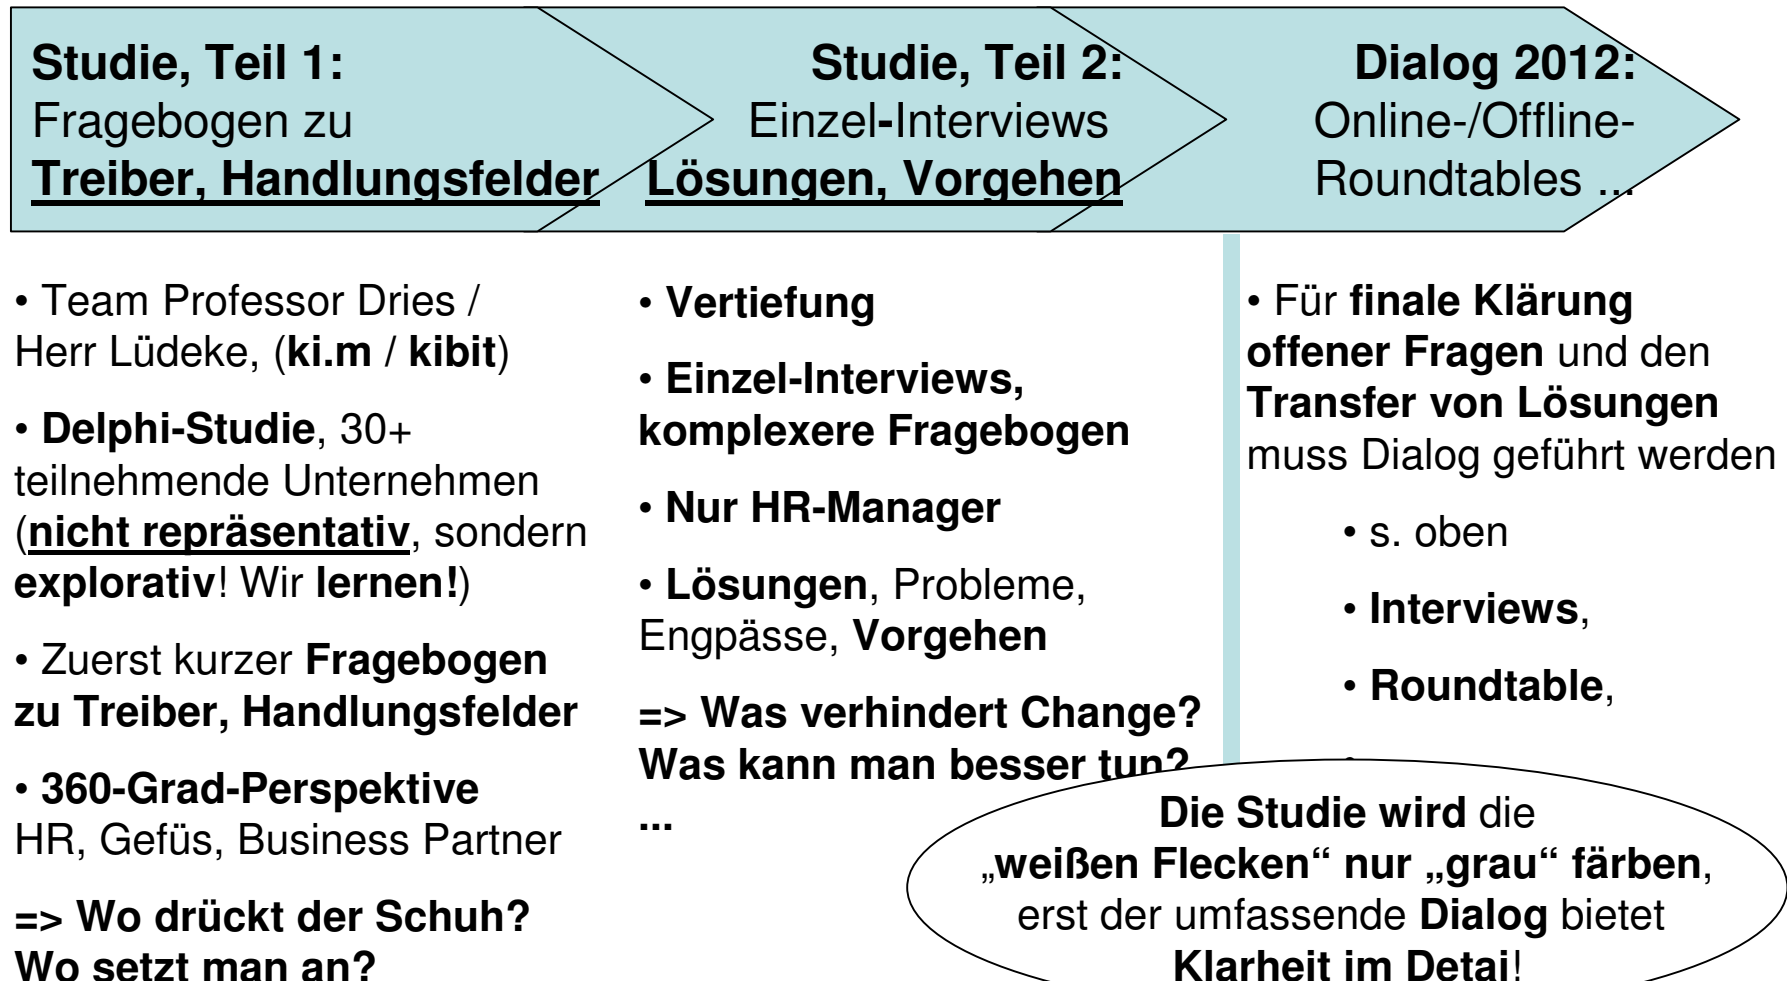 Studie, Teil 1:
Fragebogen zu
Treiber, Handlungsfelder
Studie, Teil 2:
Einzel-Interviews
Lösungen, Vorgehen
Dialog 2012:
Online-/Offline-
Roundtables ...
• Team Professor Dries /
Herr Lüdeke, (ki.m / kibit)
• Delphi-Studie, 30+
teilnehmende Unternehmen
(nicht repräsentativ, sondern
explorativ! Wir lernen!)
• Zuerst kurzer Fragebogen
zu Treiber, Handlungsfelder
• 360-Grad-Perspektive
HR, Gefüs, Business Partner
=> Wo drückt der Schuh?
Wo setzt man an?
• Vertiefung
• Einzel-Interviews,
komplexere Fragebogen
• Nur HR-Manager
• Lösungen, Probleme,
Engpässe, Vorgehen
=> Was verhindert Change?
Was kann man besser tun?
...
• Für finale Klärung
offener Fragen und den
Transfer von Lösungen
muss Dialog geführt werden
• s. oben
• Interviews,
• Roundtable,
•
Die Studie wird die
„weißen Flecken“ nur „grau“ färben,
erst der umfassende Dialog bietet
Klarheit im Detai!